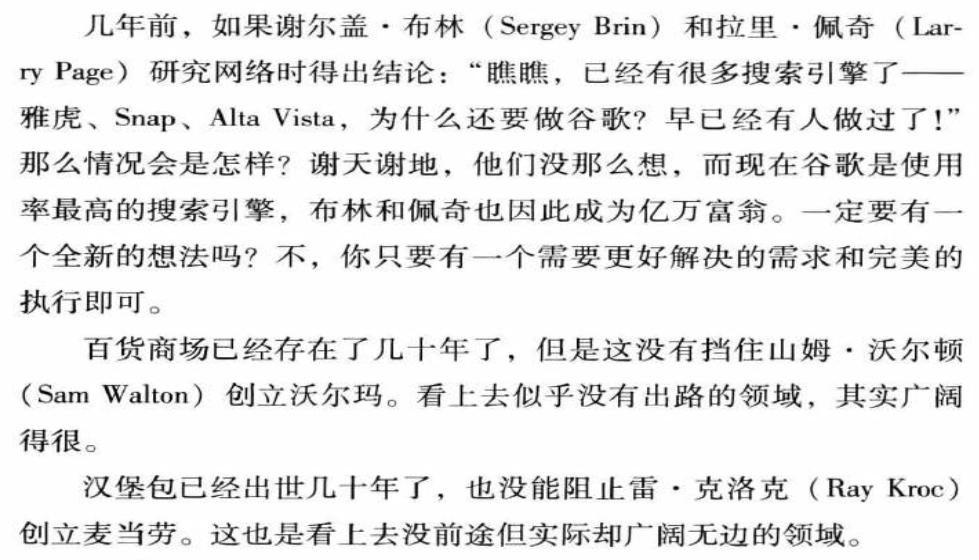 几年前，如果谢尔盖·布林（Sergey Brin）和拉里·佩奇（Lar-
ry Page）研究网络时得出结论：“瞧瞧，已经有很多搜索引擎了——
雅虎、Snap、Alta Vista，为什么还要做谷歌？早已经有人做过了！”
那么情况会是怎样？谢天谢地，他们没那么想，而现在谷歌是使用
率最高的搜索引擎，布林和佩奇也因此成为亿万富翁。一定要有一
个全新的想法吗？不，你只要有一个需要更好解决的需求和完美的
执行即可。
百货商场已经存在了几十年了，但是这没有挡住山姆·沃尔顿
（Sam Walton）创立沃尔玛。看上去似乎没有出路的领域，其实广阔
得很。
汉堡包已经出世几十年了，也没能阻止雷·克洛克（Ray Kroc）
创立麦当劳。这也是看上去没前途但实际却广阔无边的领域。